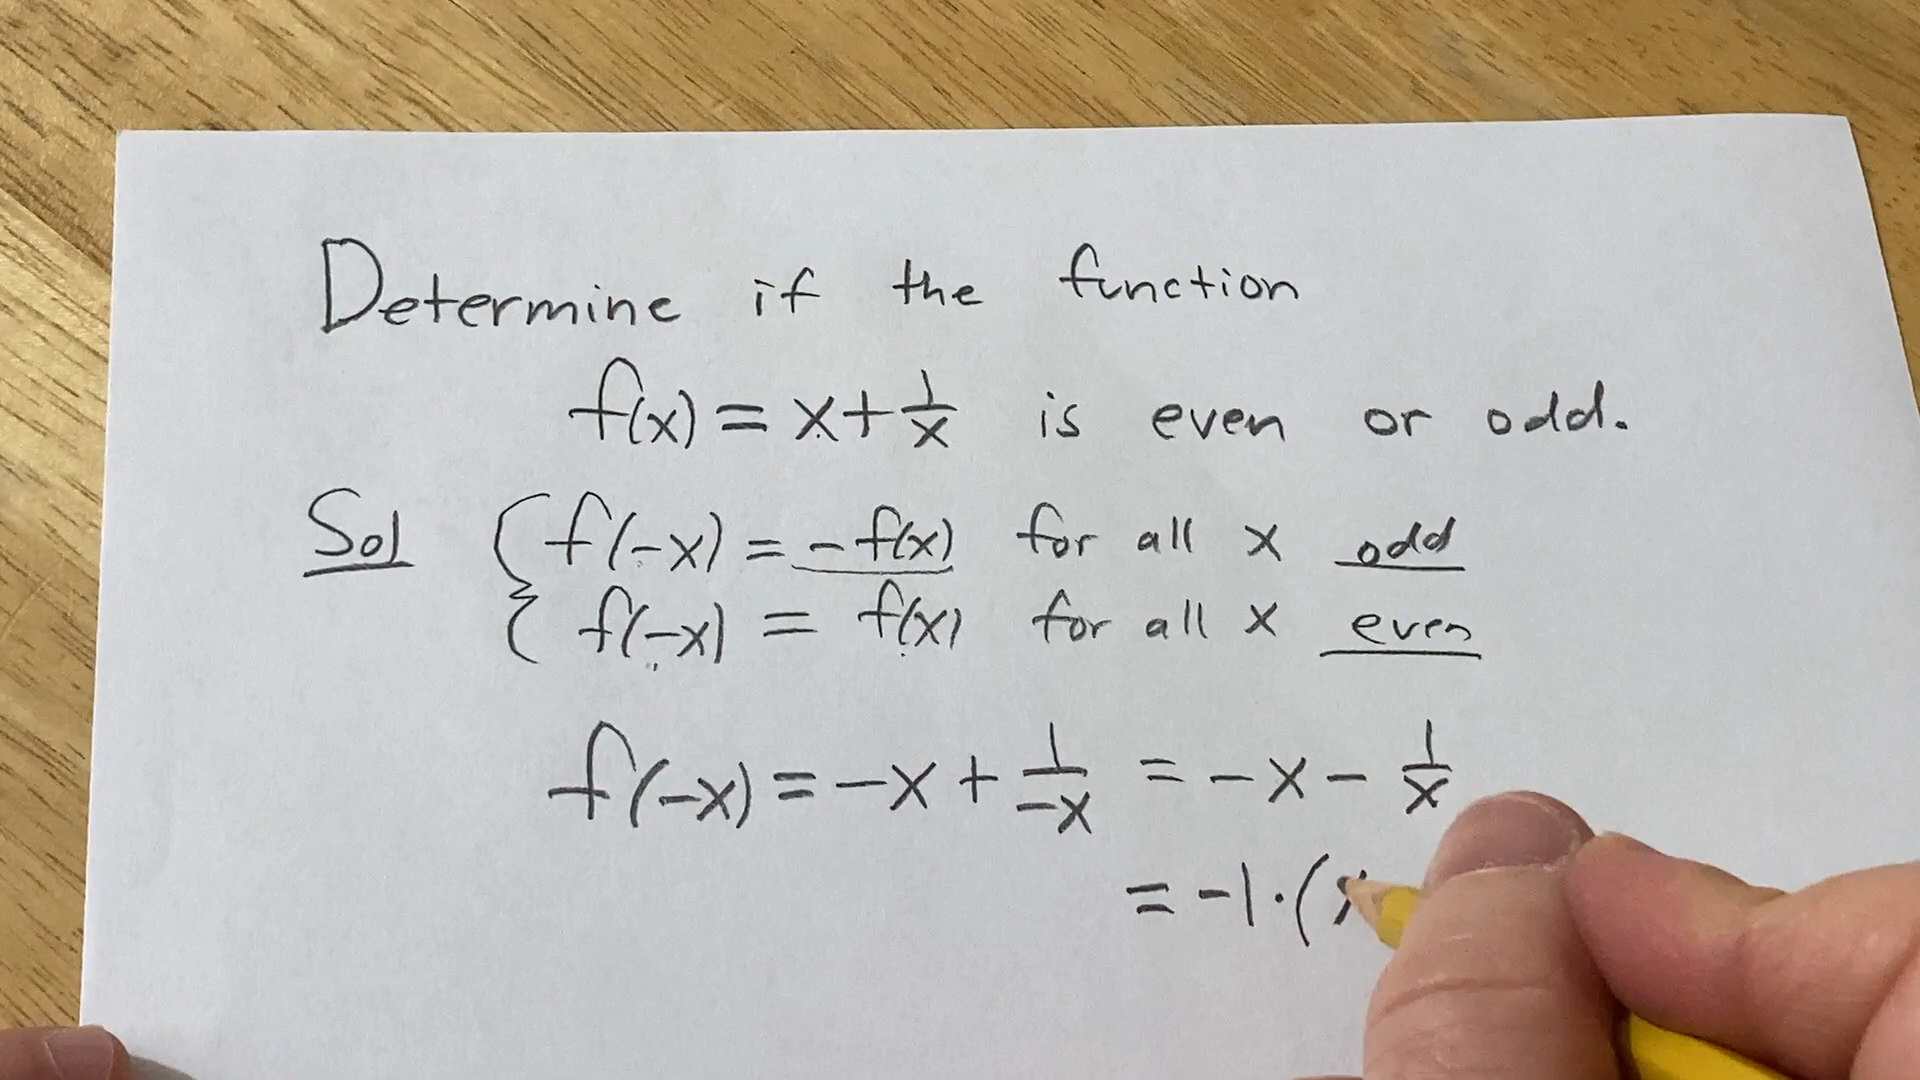 Determine if the function
f(x) = x + 1/x is even or odd.
Sol { f(-x) = -f(x) for all x odd
f(-x) = f(x) for all x even
f(-x) = -x + 1/-x = -x - 1/x
= -1·(x